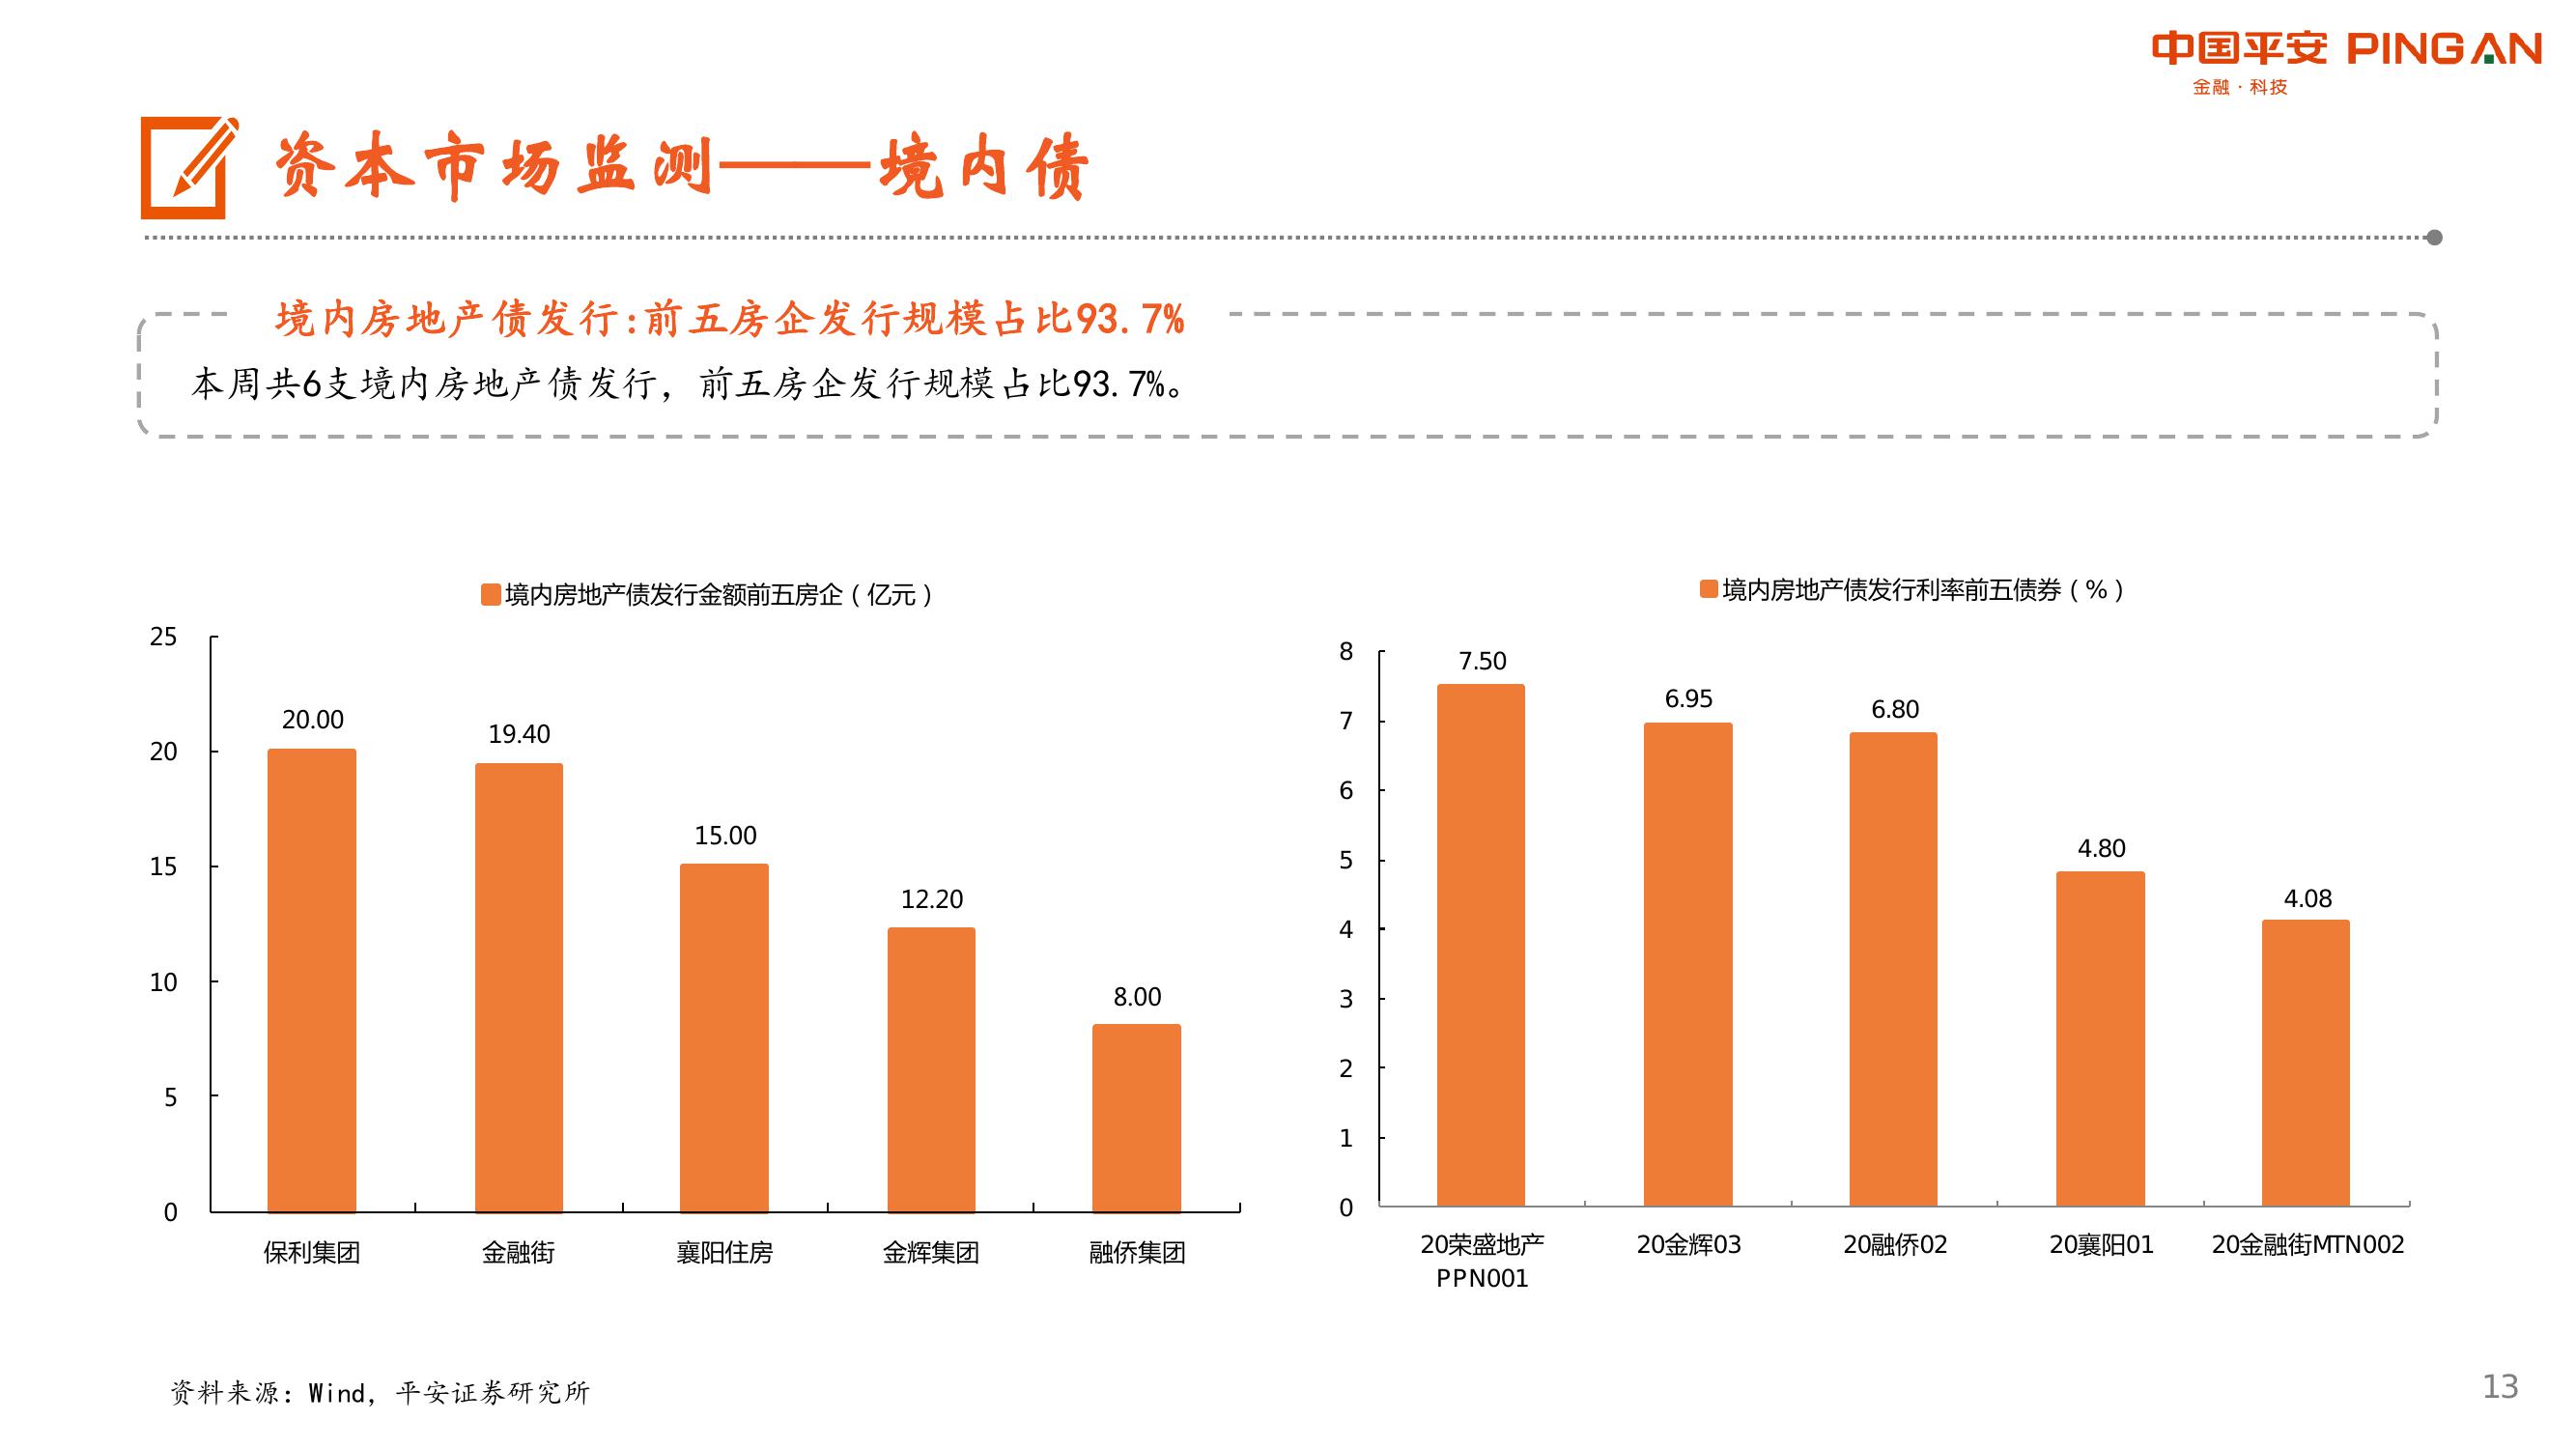 中国平安 PINGAN
金融·科技
资本市场监测——境内债
境内房地产债发行:前五房企发行规模占比93.7%
本周共6支境内房地产债发行，前五房企发行规模占比93.7%。
境内房地产债发行金额前五房企（亿元）
25
20
15
10
5
0
20.00
19.40
15.00
12.20
8.00
保利集团
金融街
襄阳住房
金辉集团
融侨集团
境内房地产债发行利率前五债券（%）
8
7
6
5
4
3
2
1
0
7.50
6.95
6.80
4.80
4.08
20荣盛地产
PPN001
20金辉03
20融侨02
20襄阳01
20金融街MTN002
资料来源：Wind，平安证券研究所
13